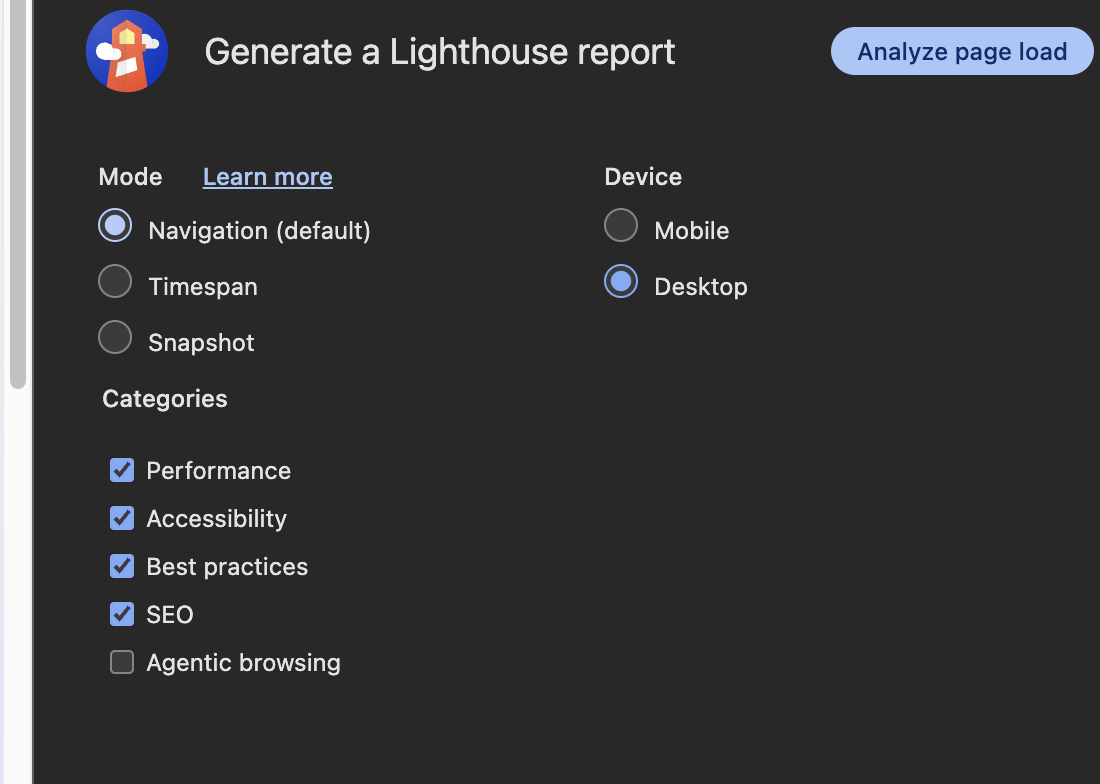 Generate a Lighthouse report
Analyze page load
Mode Learn more
Navigation (default)
Timespan
Snapshot
Device
Mobile
Desktop
Categories
Performance
Accessibility
Best practices
SEO
Agentic browsing